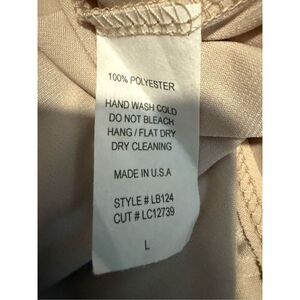 100% POLYESTER
HAND WASH COLD
DO NOT BLEACH
HANG / FLAT DRY
DRY CLEANING
MADE IN U.S.A
STYLE # LB124
CUT # LC12739
L